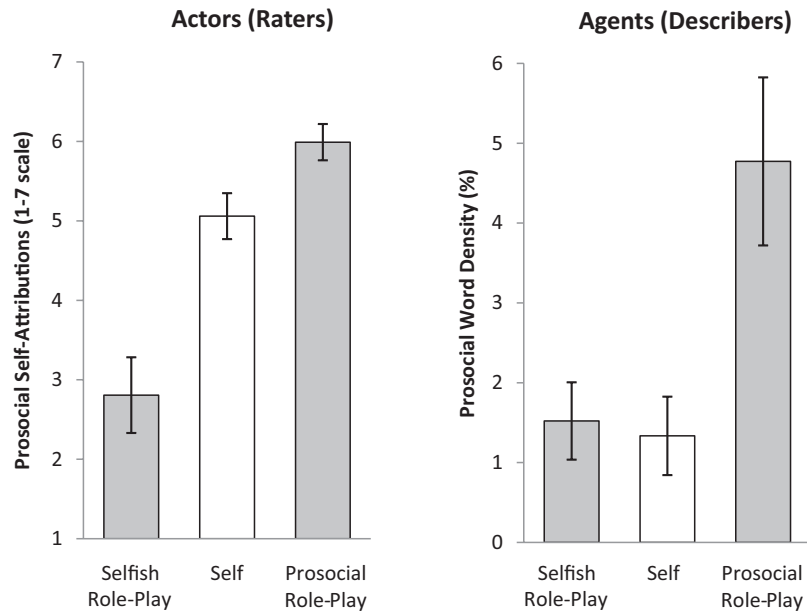 Actors (Raters)
Prosocial Self-Attributions (1-7 scale)
7
6
5
4
3
2
1
Selfish
Role-Play
Self
Prosocial
Role-Play
Agents (Describers)
Prosocial Word Density (%)
6
5
4
3
2
1
0
Selfish
Role-Play
Self
Prosocial
Role-Play